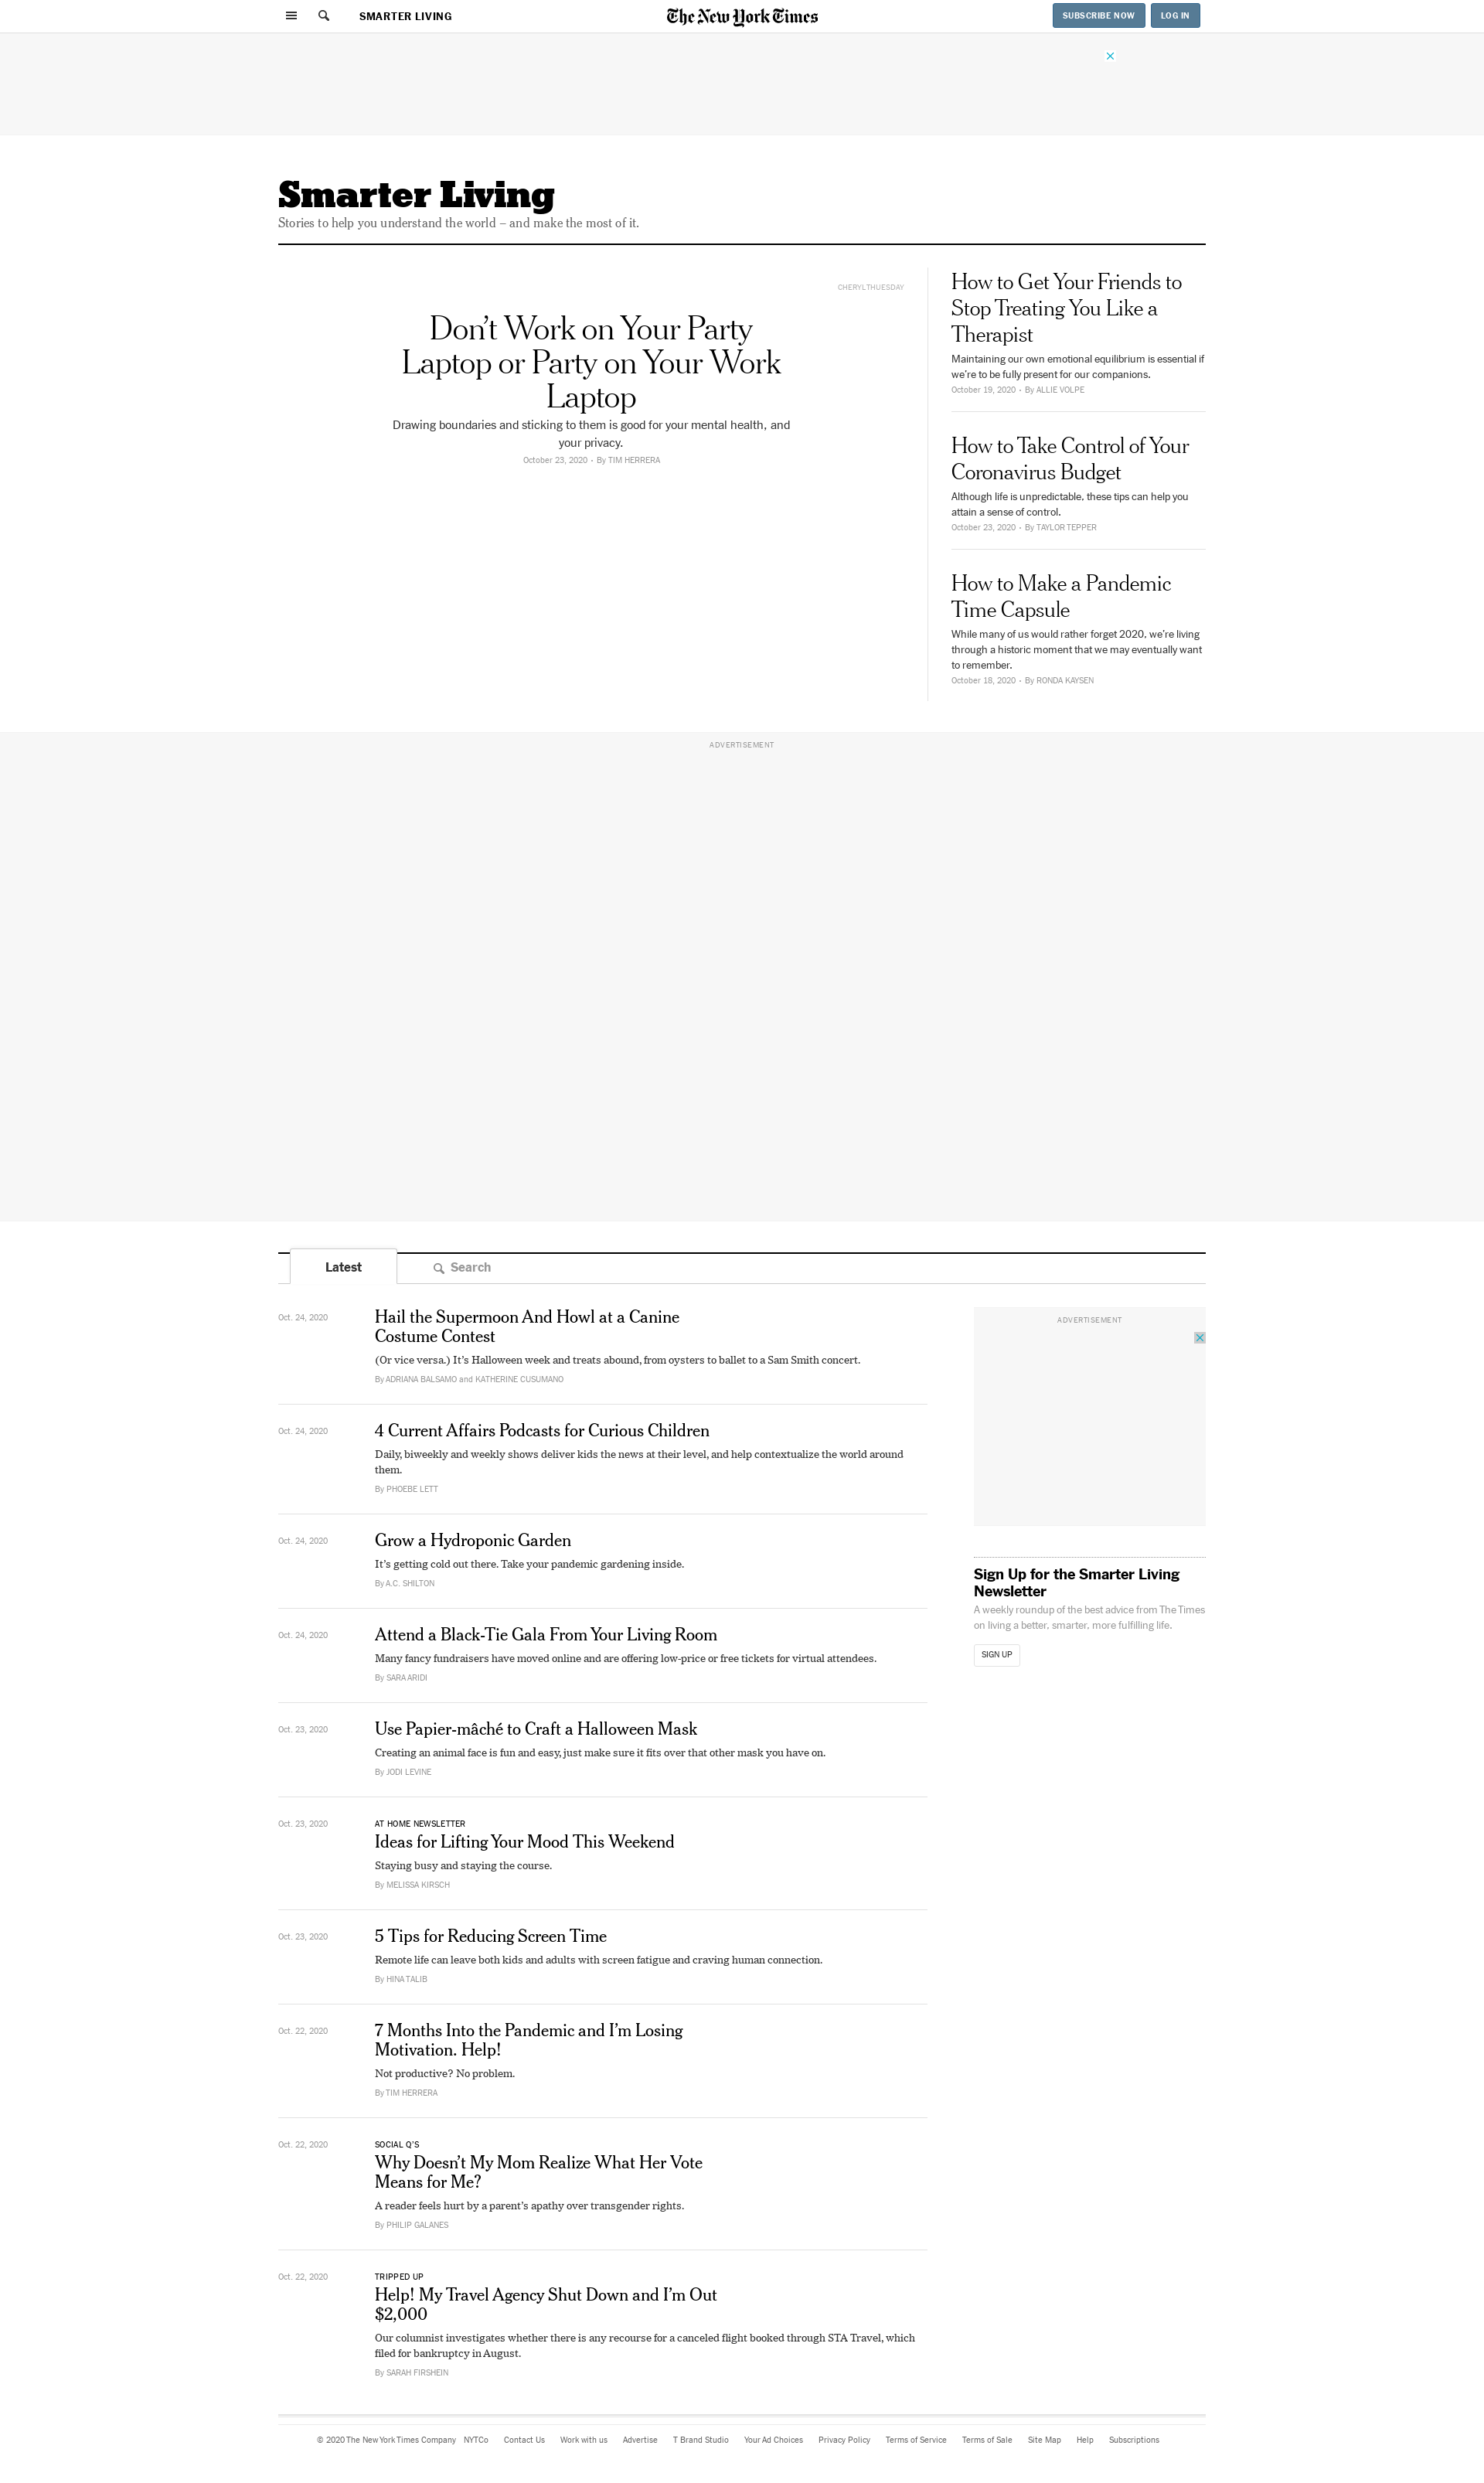 SMARTER LIVING
The New York Times
SUBSCRIBE NOW
LOG IN
Smarter Living
Stories to help you understand the world – and make the most of it.
CHERYLTHUESDAY
Don’t Work on Your Party
Laptop or Party on Your Work
Laptop
Drawing boundaries and sticking to them is good for your mental health, and
your privacy.
October 23, 2020 - By TIM HERRERA
How to Get Your Friends to
Stop Treating You Like a
Therapist
Maintaining our own emotional equilibrium is essential if
we’re to be fully present for our companions.
October 19, 2020 - By ALLIE VOLPE
How to Take Control of Your
Coronavirus Budget
Although life is unpredictable, these tips can help you
attain a sense of control.
October 23, 2020 - By TAYLOR TEPPER
How to Make a Pandemic
Time Capsule
While many of us would rather forget 2020, we’re living
through a historic moment that we may eventually want
to remember.
October 18, 2020 - By RONDA KAYSEN
ADVERTISEMENT
Latest
Search
Oct. 24, 2020
Hail the Supermoon And Howl at a Canine
Costume Contest
(Or vice versa.) It’s Halloween week and treats abound, from oysters to ballet to a Sam Smith concert.
By ADRIANA BALSAMO and KATHERINE CUSUMANO
Oct. 24, 2020
4 Current Affairs Podcasts for Curious Children
Daily, biweekly and weekly shows deliver kids the news at their level, and help contextualize the world around
them.
By PHOEBE LETT
Oct. 24, 2020
Grow a Hydroponic Garden
It’s getting cold out there. Take your pandemic gardening inside.
By A.C. SHILTON
Oct. 24, 2020
Attend a Black-Tie Gala From Your Living Room
Many fancy fundraisers have moved online and are offering low-price or free tickets for virtual attendees.
By SARA ARIDI
Oct. 23, 2020
Use Papier-mâché to Craft a Halloween Mask
Creating an animal face is fun and easy, just make sure it fits over that other mask you have on.
By JODI LEVINE
Oct. 23, 2020
AT HOME NEWSLETTER
Ideas for Lifting Your Mood This Weekend
Staying busy and staying the course.
By MELISSA KIRSCH
Oct. 23, 2020
5 Tips for Reducing Screen Time
Remote life can leave both kids and adults with screen fatigue and craving human connection.
By HINA TALIB
Oct. 22, 2020
7 Months Into the Pandemic and I’m Losing
Motivation. Help!
Not productive? No problem.
By TIM HERRERA
Oct. 22, 2020
SOCIAL Q’S
Why Doesn’t My Mom Realize What Her Vote
Means for Me?
A reader feels hurt by a parent’s apathy over transgender rights.
By PHILIP GALANES
Oct. 22, 2020
TRIPPED UP
Help! My Travel Agency Shut Down and I’m Out
$2,000
Our columnist investigates whether there is any recourse for a canceled flight booked through STA Travel, which
filed for bankruptcy in August.
By SARAH FIRSHEIN
ADVERTISEMENT
Sign Up for the Smarter Living
Newsletter
A weekly roundup of the best advice from The Times
on living a better, smarter, more fulfilling life.
SIGN UP
© 2020 The New York Times Company NYTCo Contact Us Work with us Advertise T Brand Studio Your Ad Choices Privacy Policy Terms of Service Terms of Sale Site Map Help Subscriptions